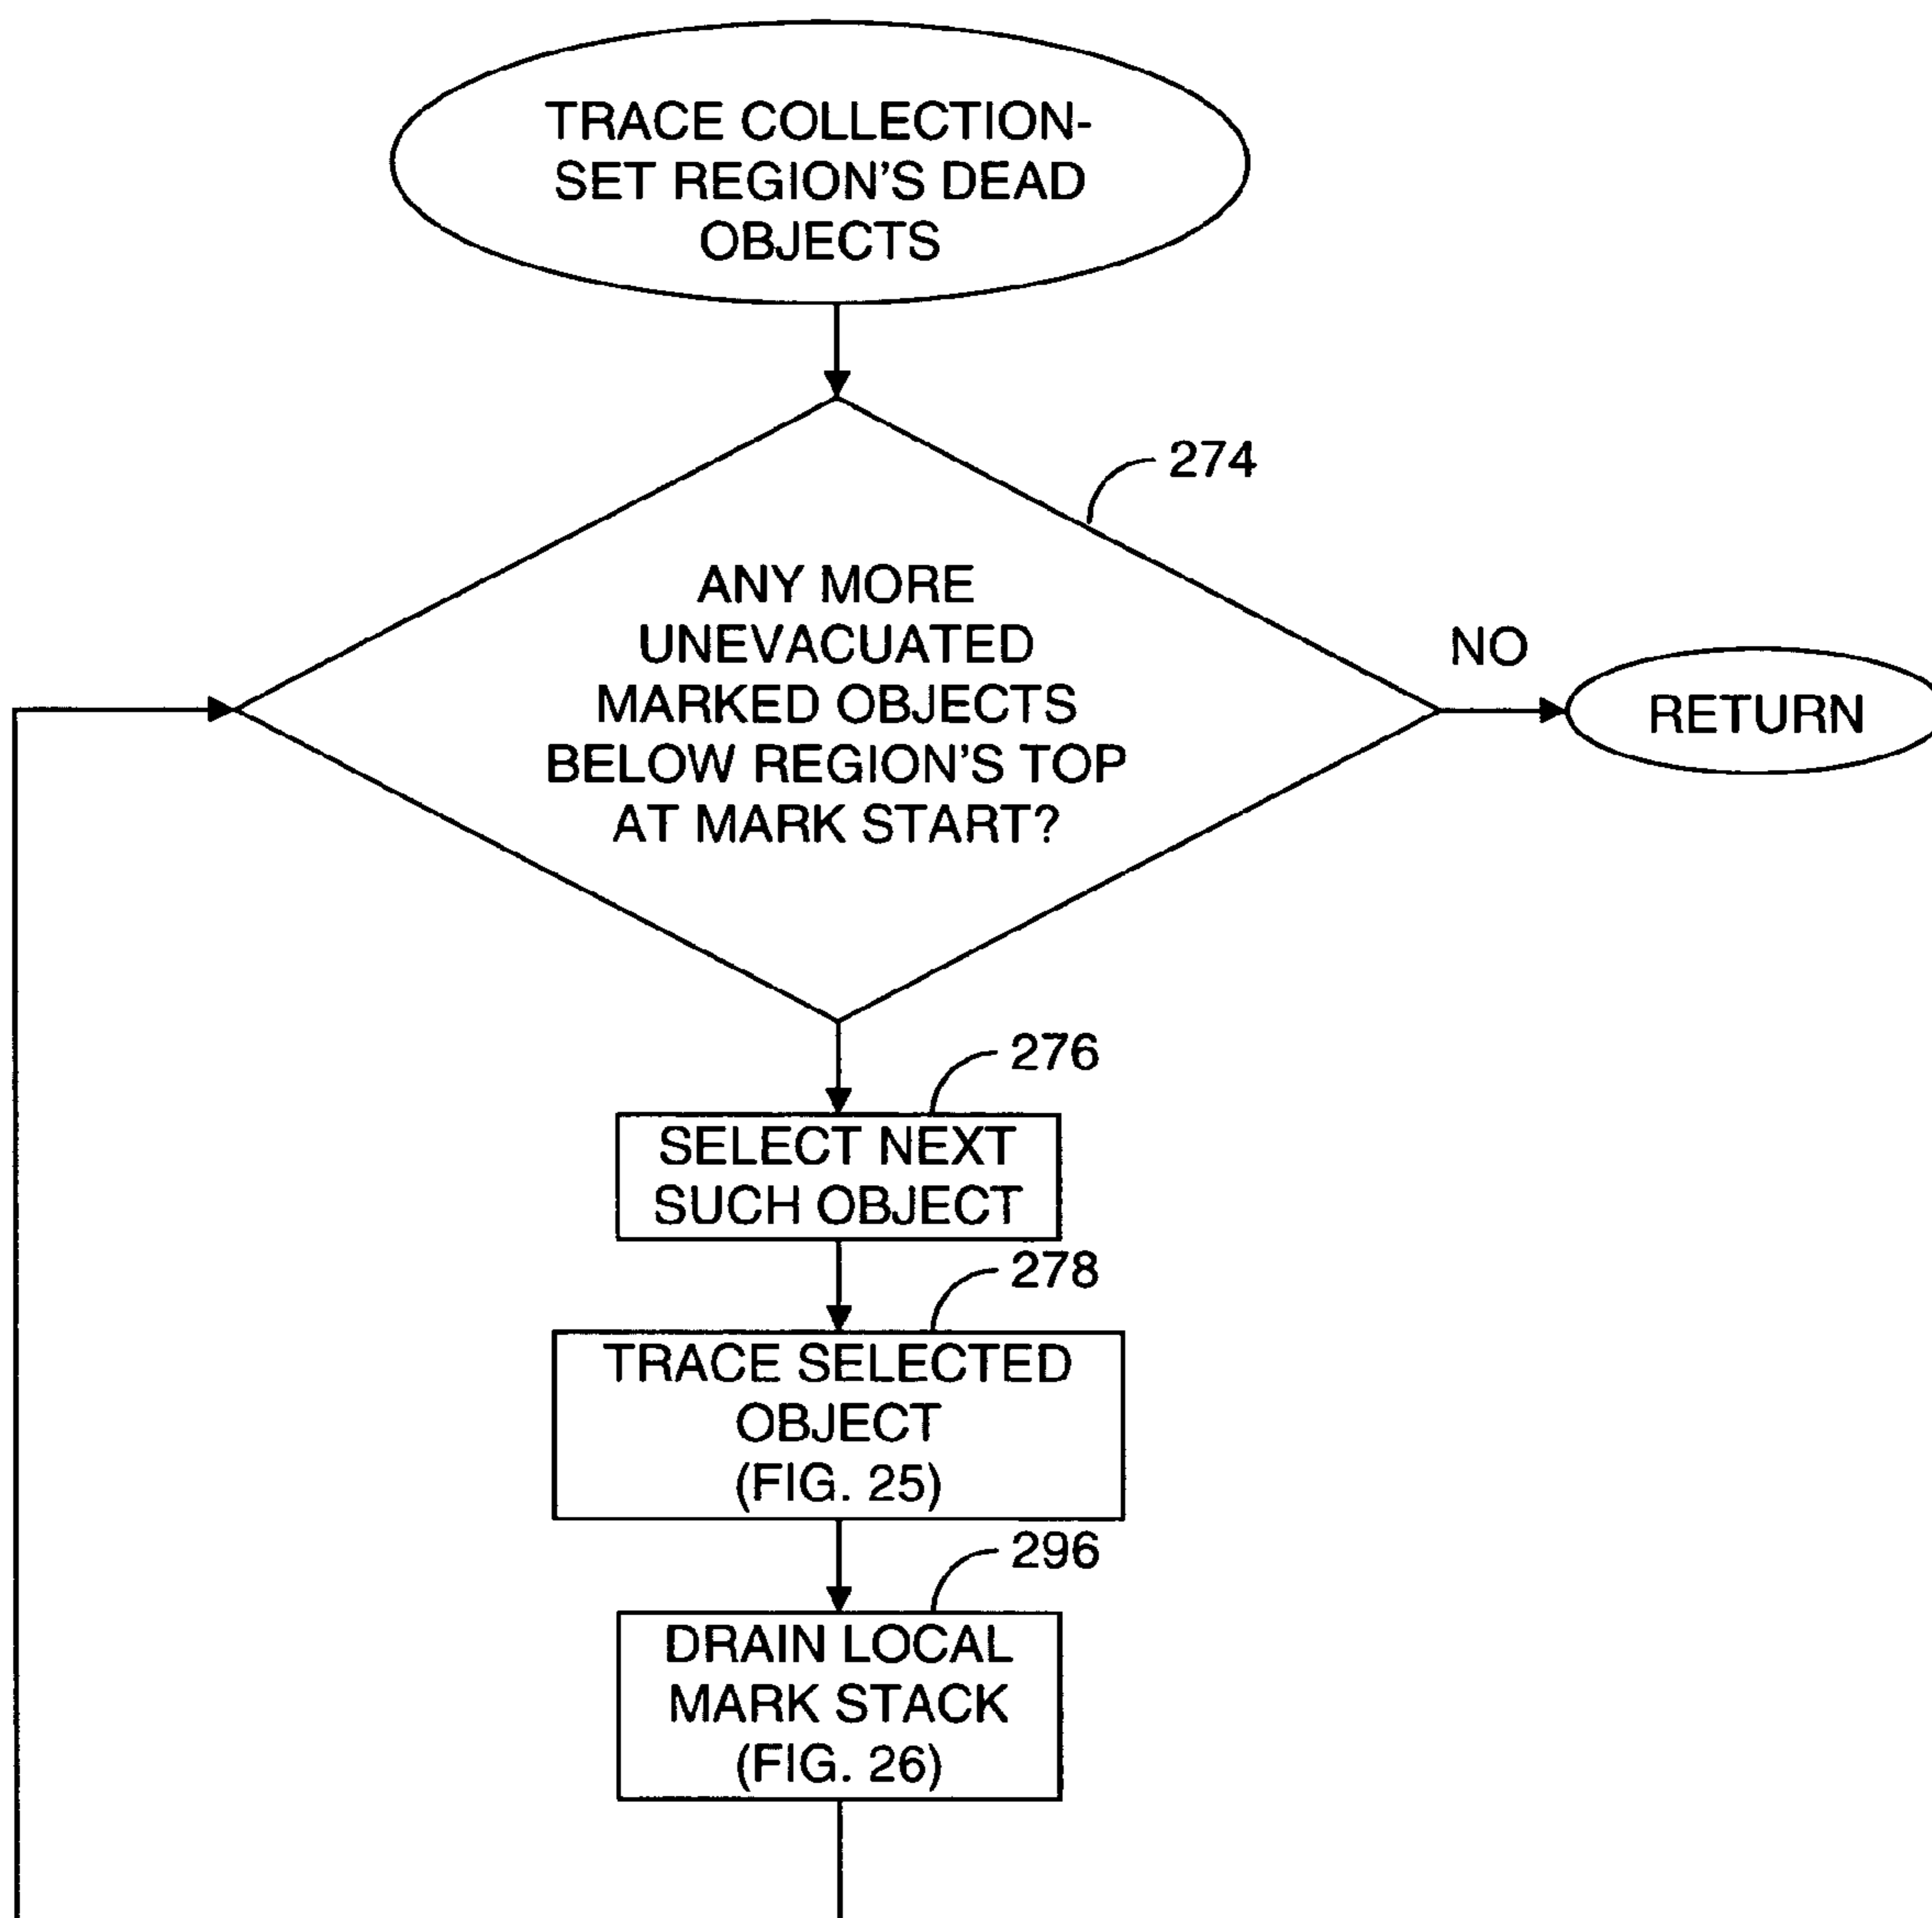 TRACE COLLECTION-
SET REGION'S DEAD
OBJECTS
274
ANY MORE
UNEVACUATED
MARKED OBJECTS
BELOW REGION'S TOP
AT MARK START?
NO
RETURN
276
SELECT NEXT
SUCH OBJECT
278
TRACE SELECTED
OBJECT
(FIG. 25)
296
DRAIN LOCAL
MARK STACK
(FIG. 26)